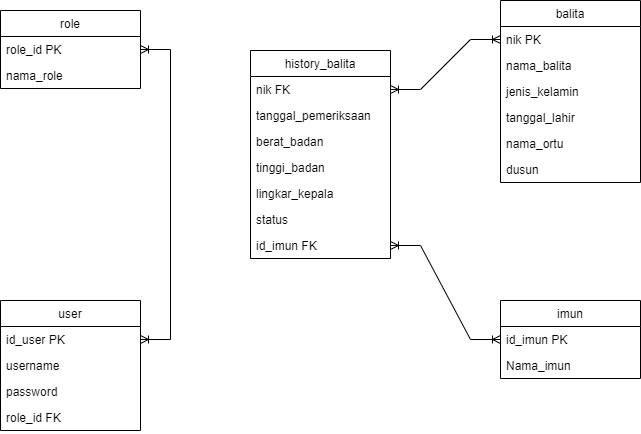 role
role_id PK
nama_role
history_balita
nik FK
tanggal_pemeriksaan
berat_badan
tinggi_badan
lingkar_kepala
status
id_imun FK
balita
nik PK
nama_balita
jenis_kelamin
tanggal_lahir
nama_ortu
dusun
user
id_user PK
username
password
role_id FK
imun
id_imun PK
Nama_imun